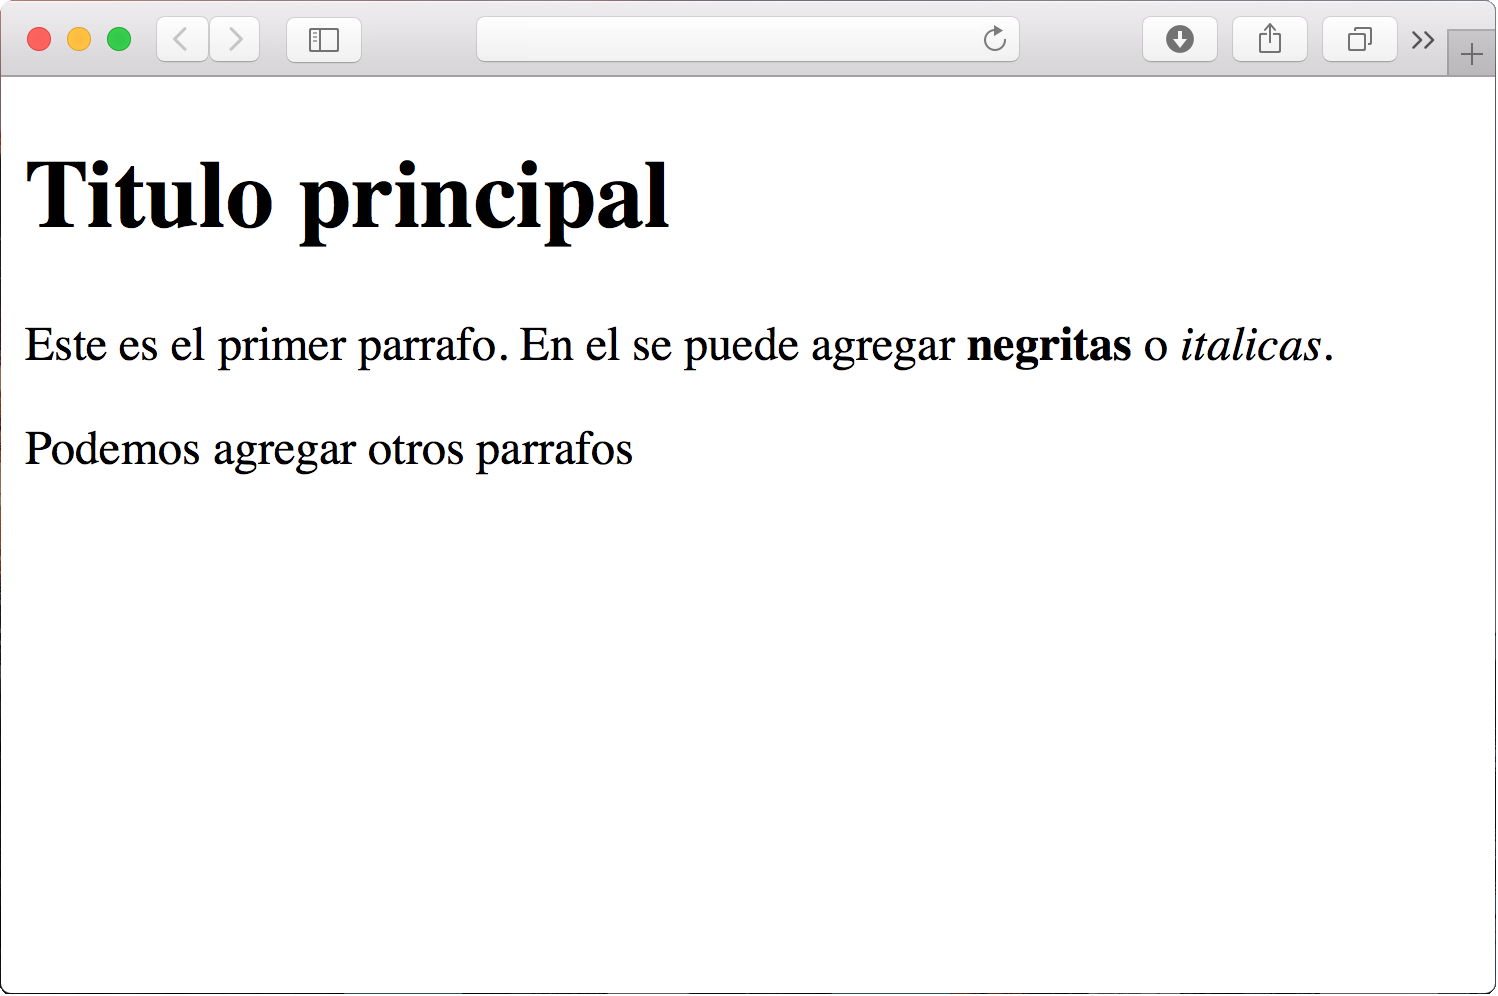 Titulo principal
Este es el primer parrafo. En el se puede agregar negritas o italicas.
Podemos agregar otros parrafos